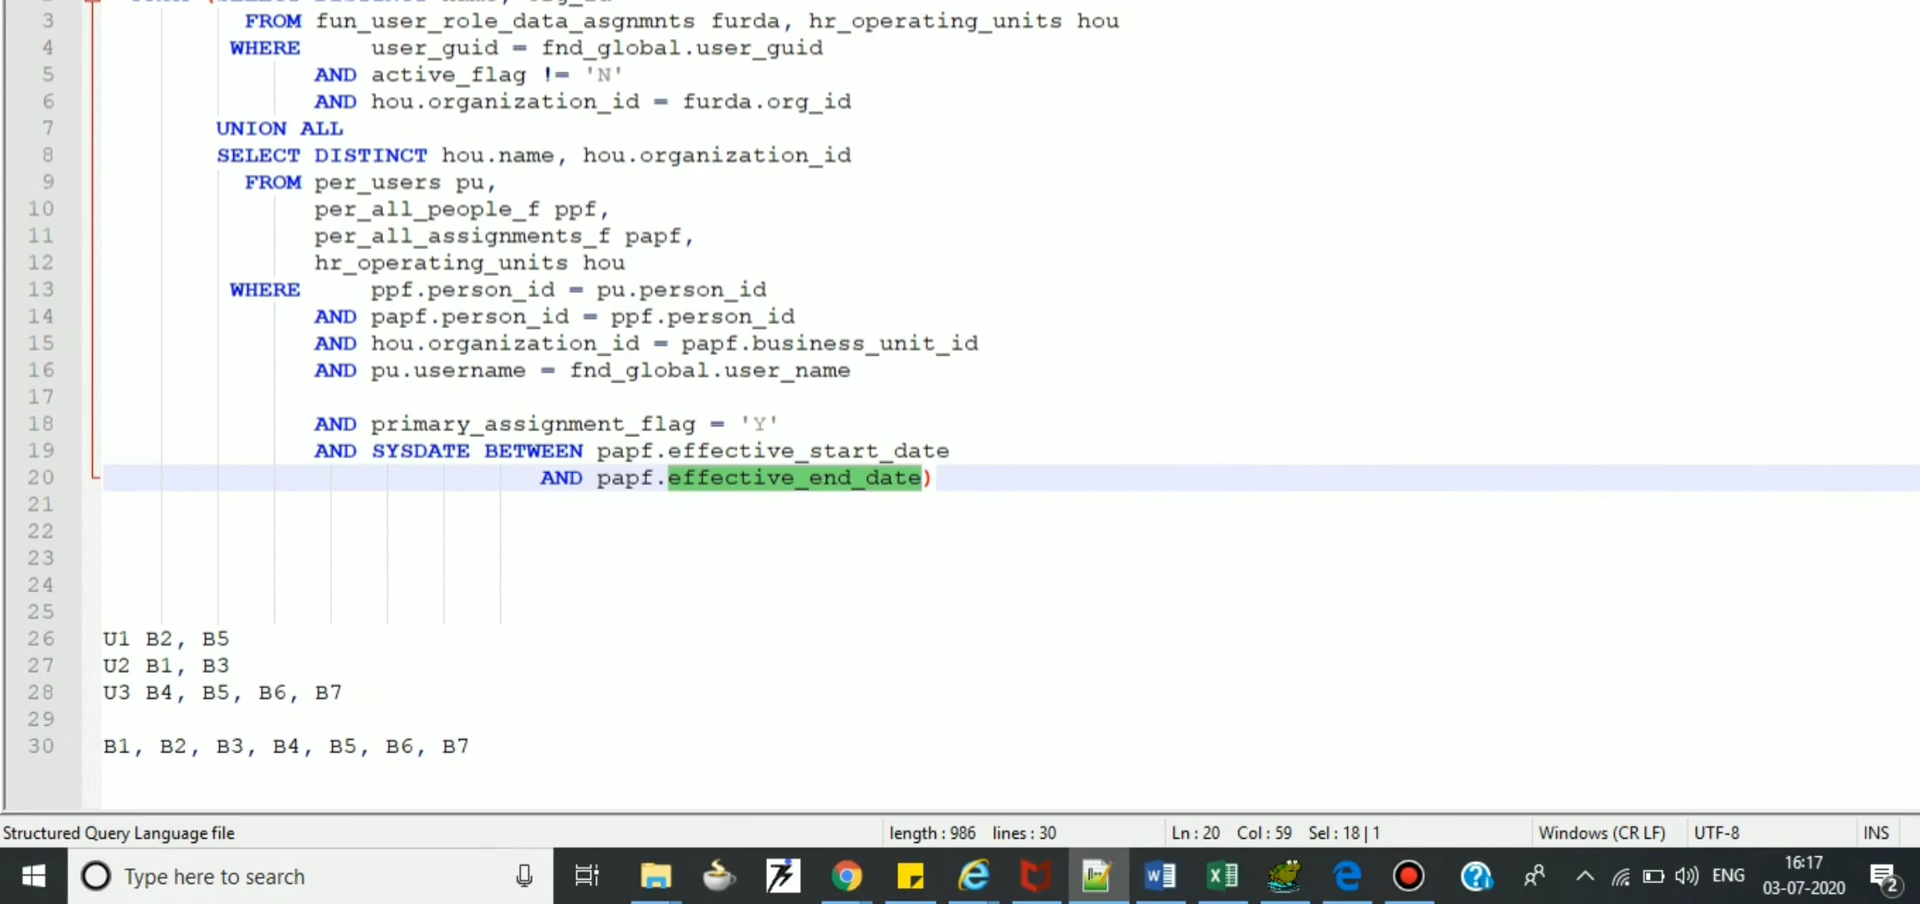 3 FROM fun_user_role_data_asgnmnts furda, hr_operating_units hou
4 WHERE user_guid = fnd_global.user_guid
5 AND active_flag != 'N'
6 AND hou.organization_id = furda.org_id
7 UNION ALL
8 SELECT DISTINCT hou.name, hou.organization_id
9 FROM per_users pu,
10 per_all_people_f ppf,
11 per_all_assignments_f papf,
12 hr_operating_units hou
13 WHERE ppf.person_id = pu.person_id
14 AND papf.person_id = ppf.person_id
15 AND hou.organization_id = papf.business_unit_id
16 AND pu.username = fnd_global.user_name
17
18 AND primary_assignment_flag = 'Y'
19 AND SYSDATE BETWEEN papf.effective_start_date
20 AND papf.effective_end_date)
21
22
23
24
25
26 U1 B2, B5
27 U2 B1, B3
28 U3 B4, B5, B6, B7
29
30 B1, B2, B3, B4, B5, B6, B7
Structured Query Language file length : 986 lines : 30 Ln : 20 Col : 59 Sel : 18 | 1 Windows (CR LF) UTF-8 INS
Type here to search ENG 16:17
03-07-2020 2